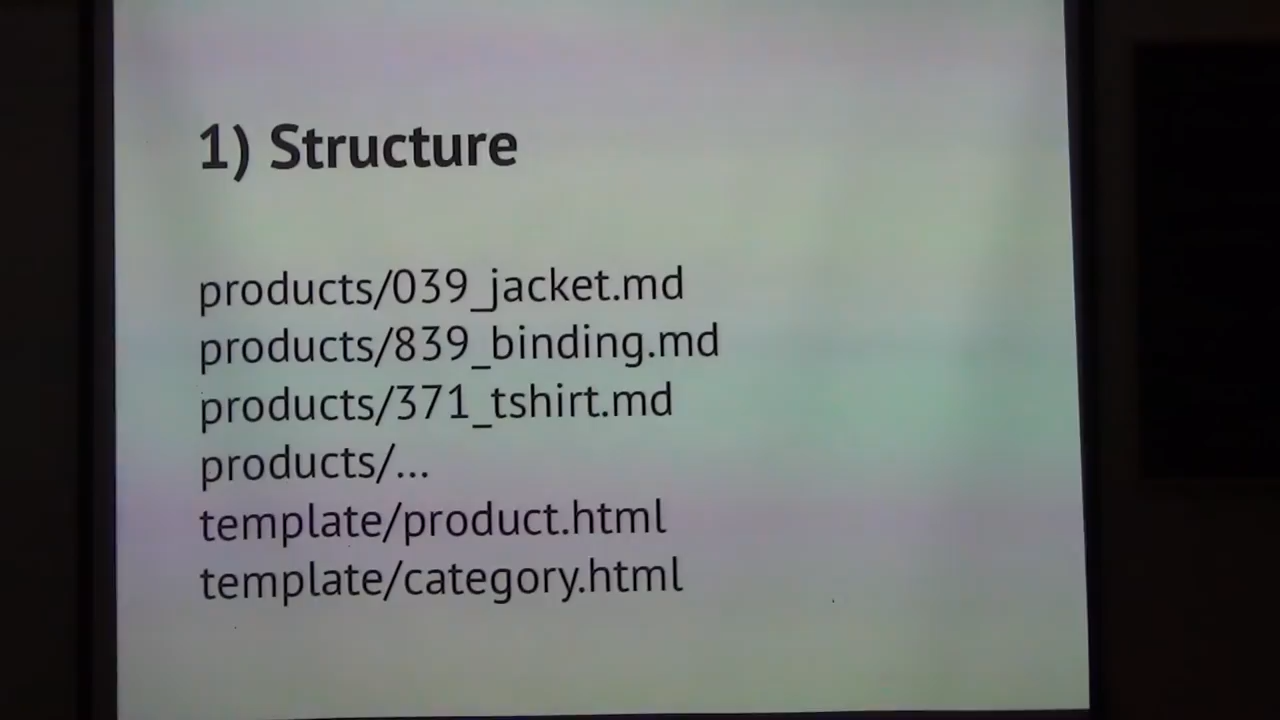 1) Structure
products/039_jacket.md
products/839_binding.md
products/371_tshirt.md
products/...
template/product.html
template/category.html